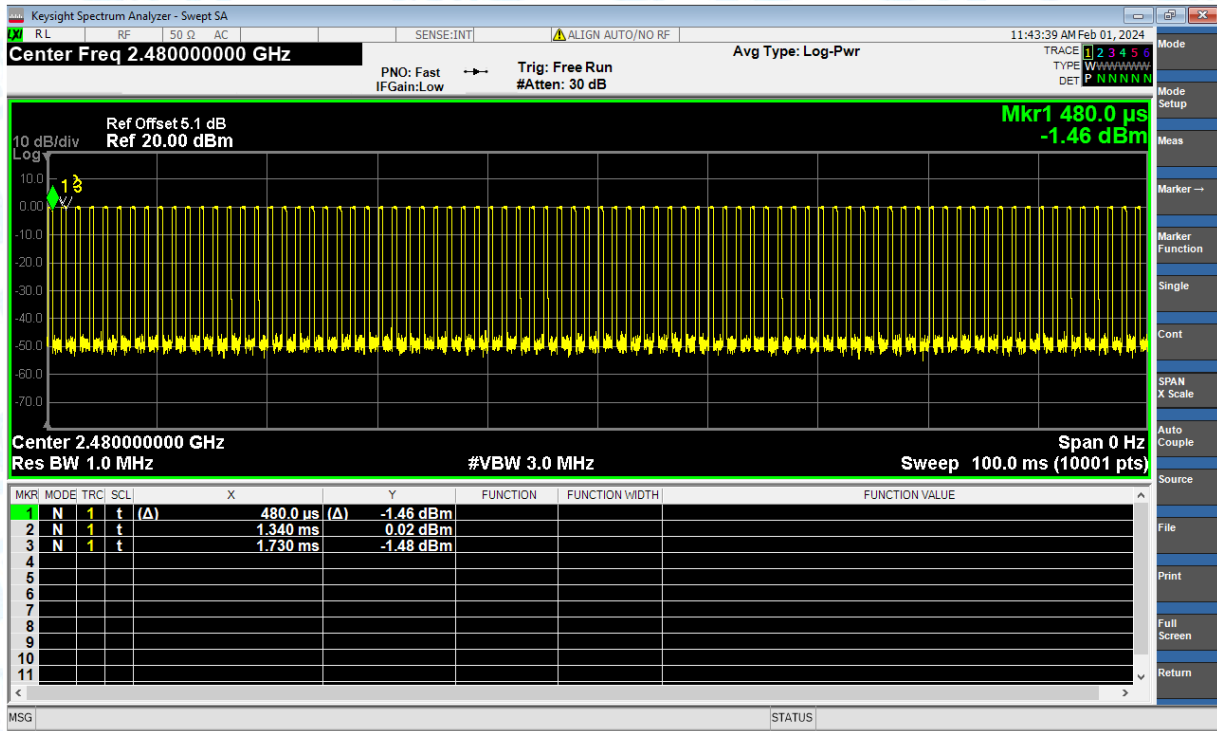 Keysight Spectrum Analyzer - Swept SA
RL RF 50 Ω AC SENSE:INT ALIGN AUTO/NO RF 11:43:39 AM Feb 01, 2024
Center Freq 2.480000000 GHz Avg Type: Log-Pwr TRACE 1 2 3 4 5 6
PNO: Fast Trig: Free Run TYPE WWWWWW
IFGain:Low #Atten: 30 dB DET P N N N N N
Mkr1 480.0 µs
-1.46 dBm
Ref Offset 5.1 dB
10 dB/div Ref 20.00 dBm
Log
10.0
0.00
-10.0
-20.0
-30.0
-40.0
-50.0
-60.0
-70.0
1 3
Center 2.480000000 GHz Span 0 Hz
Res BW 1.0 MHz #VBW 3.0 MHz Sweep 100.0 ms (10001 pts)
MKR MODE TRC SCL X Y FUNCTION FUNCTION WIDTH FUNCTION VALUE
1 N 1 t (Δ) 480.0 µs (Δ) -1.46 dBm
2 N 1 t 1.340 ms 0.02 dBm
3 N 1 t 1.730 ms -1.48 dBm
4
5
6
7
8
9
10
11
MSG STATUS
Mode
Mode
Setup
Meas
Marker →
Marker
Function
Single
Cont
SPAN
X Scale
Auto
Couple
Source
File
Print
Full
Screen
Return